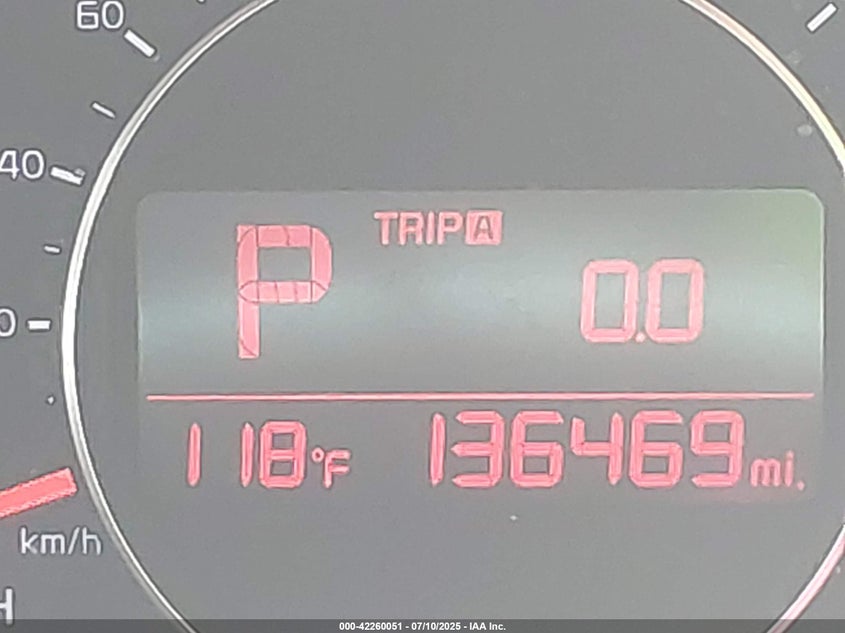 60
40
TRIP A
P
0.0
0
118°F 136469 mi.
km/h
000-42260051 - 07/10/2025 - IAA Inc.